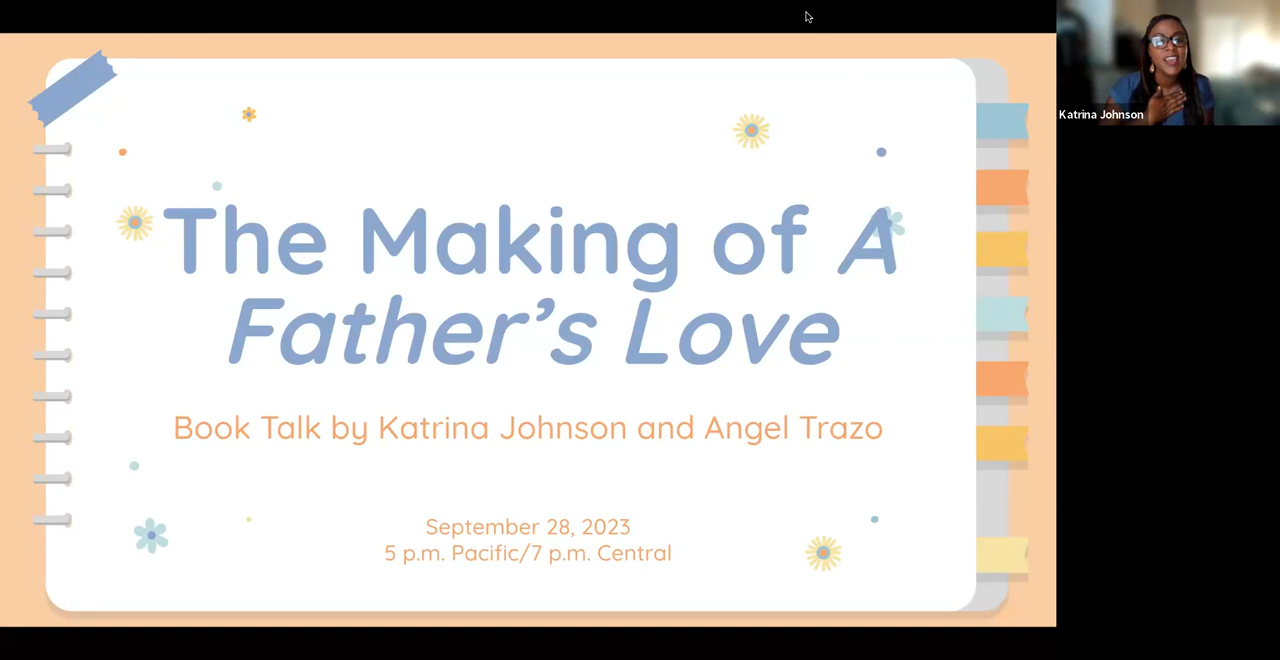 The Making of A
Father’s Love
Book Talk by Katrina Johnson and Angel Trazo
September 28, 2023
5 p.m. Pacific/7 p.m. Central
Katrina Johnson